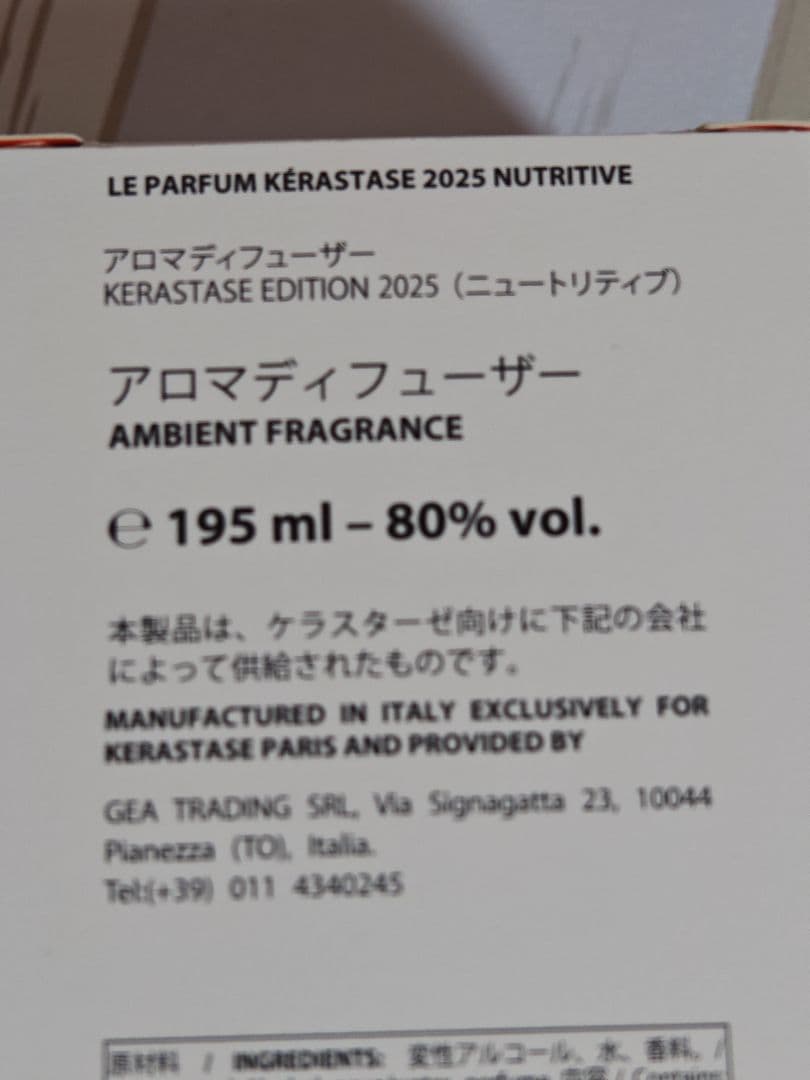 LE PARFUM KÉRASTASE 2025 NUTRITIVE
アロマディフューザー
KERASTASE EDITION 2025（ニュートリティブ）
アロマディフューザー
AMBIENT FRAGRANCE
℮ 195 ml – 80% vol.
本製品は、ケラスターゼ向けに下記の会社
によって供給されたものです。
MANUFACTURED IN ITALY EXCLUSIVELY FOR
KERASTASE PARIS AND PROVIDED BY
GEA TRADING SRL, Via Signagatta 23, 10044
Pianezza (TO), Italia.
Tel:(+39) 011 4340245
原材料 / INGREDIENTS: 変性アルコール、水、香料。/